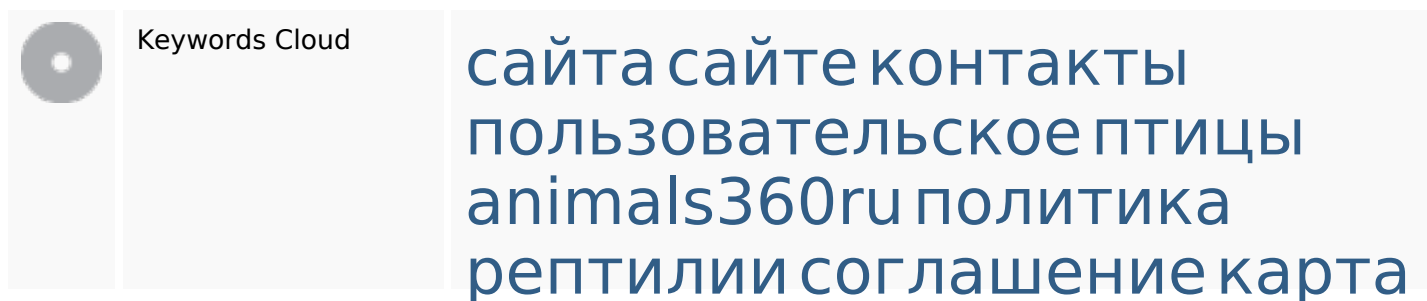 Keywords Cloud
сайта сайте контакты
пользовательское птицы
animals360ru политика
рептилии соглашение карта